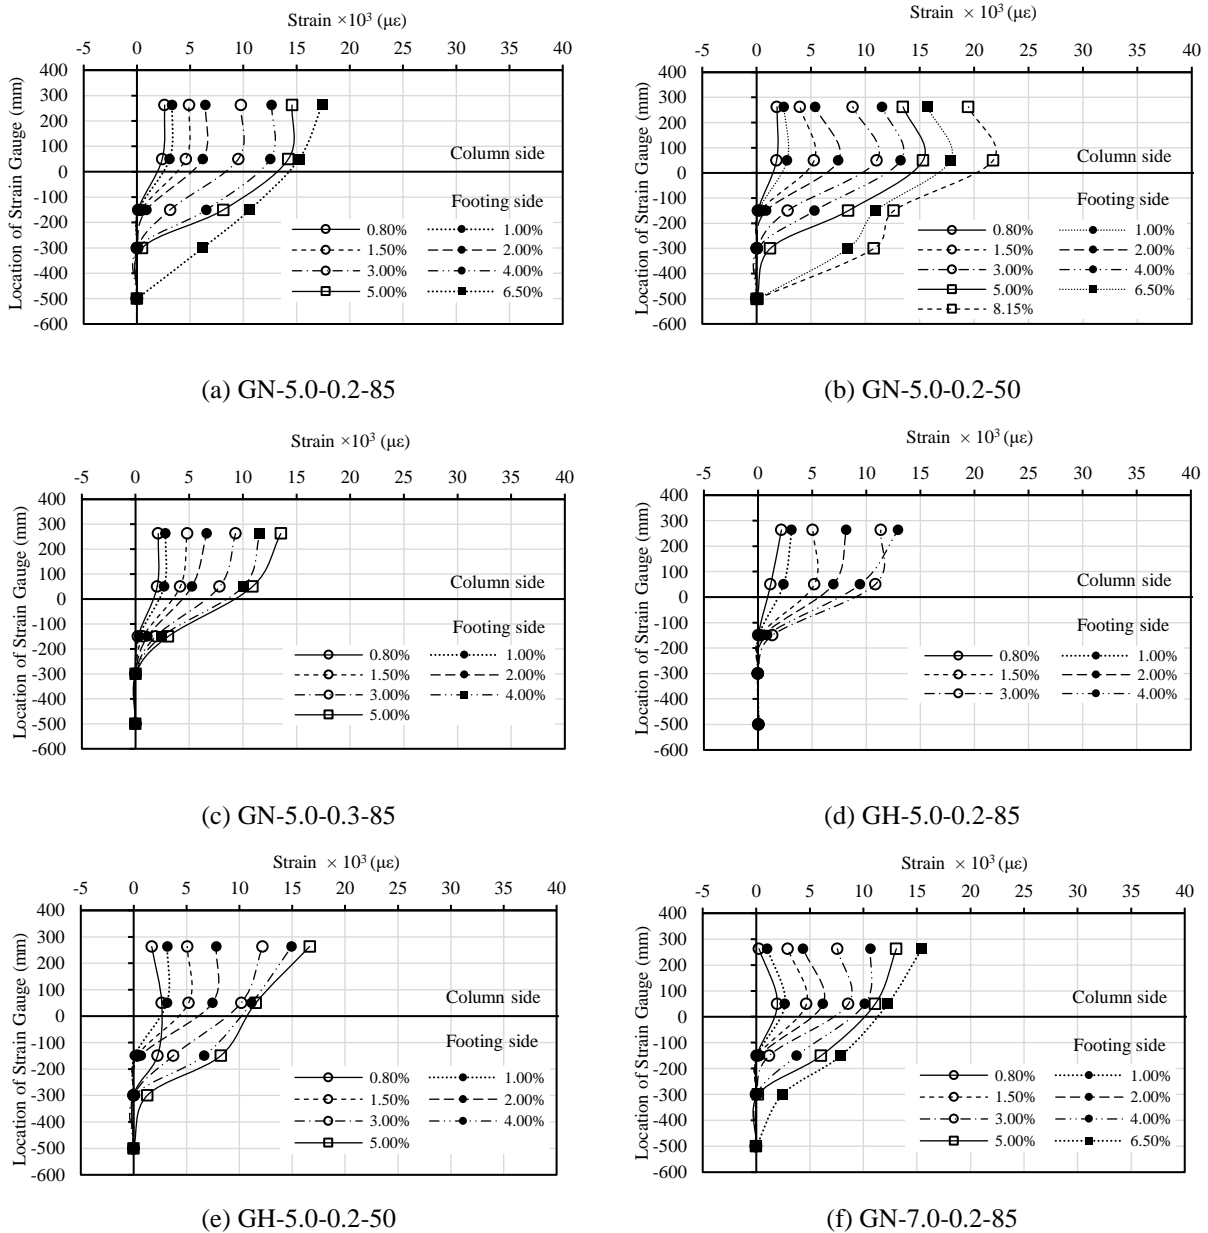 Strain ×10³ (με)
-5 0 5 10 15 20 25 30 35 40
400
300
200
100
0
-100
-200
-300
-400
-500
-600
Location of Strain Gauge (mm)
Column side
Footing side
0.80% 1.00%
1.50% 2.00%
3.00% 4.00%
5.00% 6.50%
(a) GN-5.0-0.2-85
Strain × 10³ (με)
-5 0 5 10 15 20 25 30 35 40
400
300
200
100
0
-100
-200
-300
-400
-500
-600
Location of Strain Gauge (mm)
Column side
Footing side
0.80% 1.00%
1.50% 2.00%
3.00% 4.00%
5.00% 6.50%
8.15%
(b) GN-5.0-0.2-50
Strain ×10³ (με)
-5 0 5 10 15 20 25 30 35 40
400
300
200
100
0
-100
-200
-300
-400
-500
-600
Location of Strain Gauge (mm)
Column side
Footing side
0.80% 1.00%
1.50% 2.00%
3.00% 4.00%
5.00%
(c) GN-5.0-0.3-85
Strain × 10³ (με)
-5 0 5 10 15 20 25 30 35 40
400
300
200
100
0
-100
-200
-300
-400
-500
-600
Location of Strain Gauge (mm)
Column side
Footing side
0.80% 1.00%
1.50% 2.00%
3.00% 4.00%
(d) GH-5.0-0.2-85
Strain × 10³ (με)
-5 0 5 10 15 20 25 30 35 40
400
300
200
100
0
-100
-200
-300
-400
-500
-600
Location of Strain Gauge (mm)
Column side
Footing side
0.80% 1.00%
1.50% 2.00%
3.00% 4.00%
5.00%
(e) GH-5.0-0.2-50
Strain × 10³ (με)
-5 0 5 10 15 20 25 30 35 40
400
300
200
100
0
-100
-200
-300
-400
-500
-600
Location of Strain Gauge (mm)
Column side
Footing side
0.80% 1.00%
1.50% 2.00%
3.00% 4.00%
5.00% 6.50%
(f) GN-7.0-0.2-85